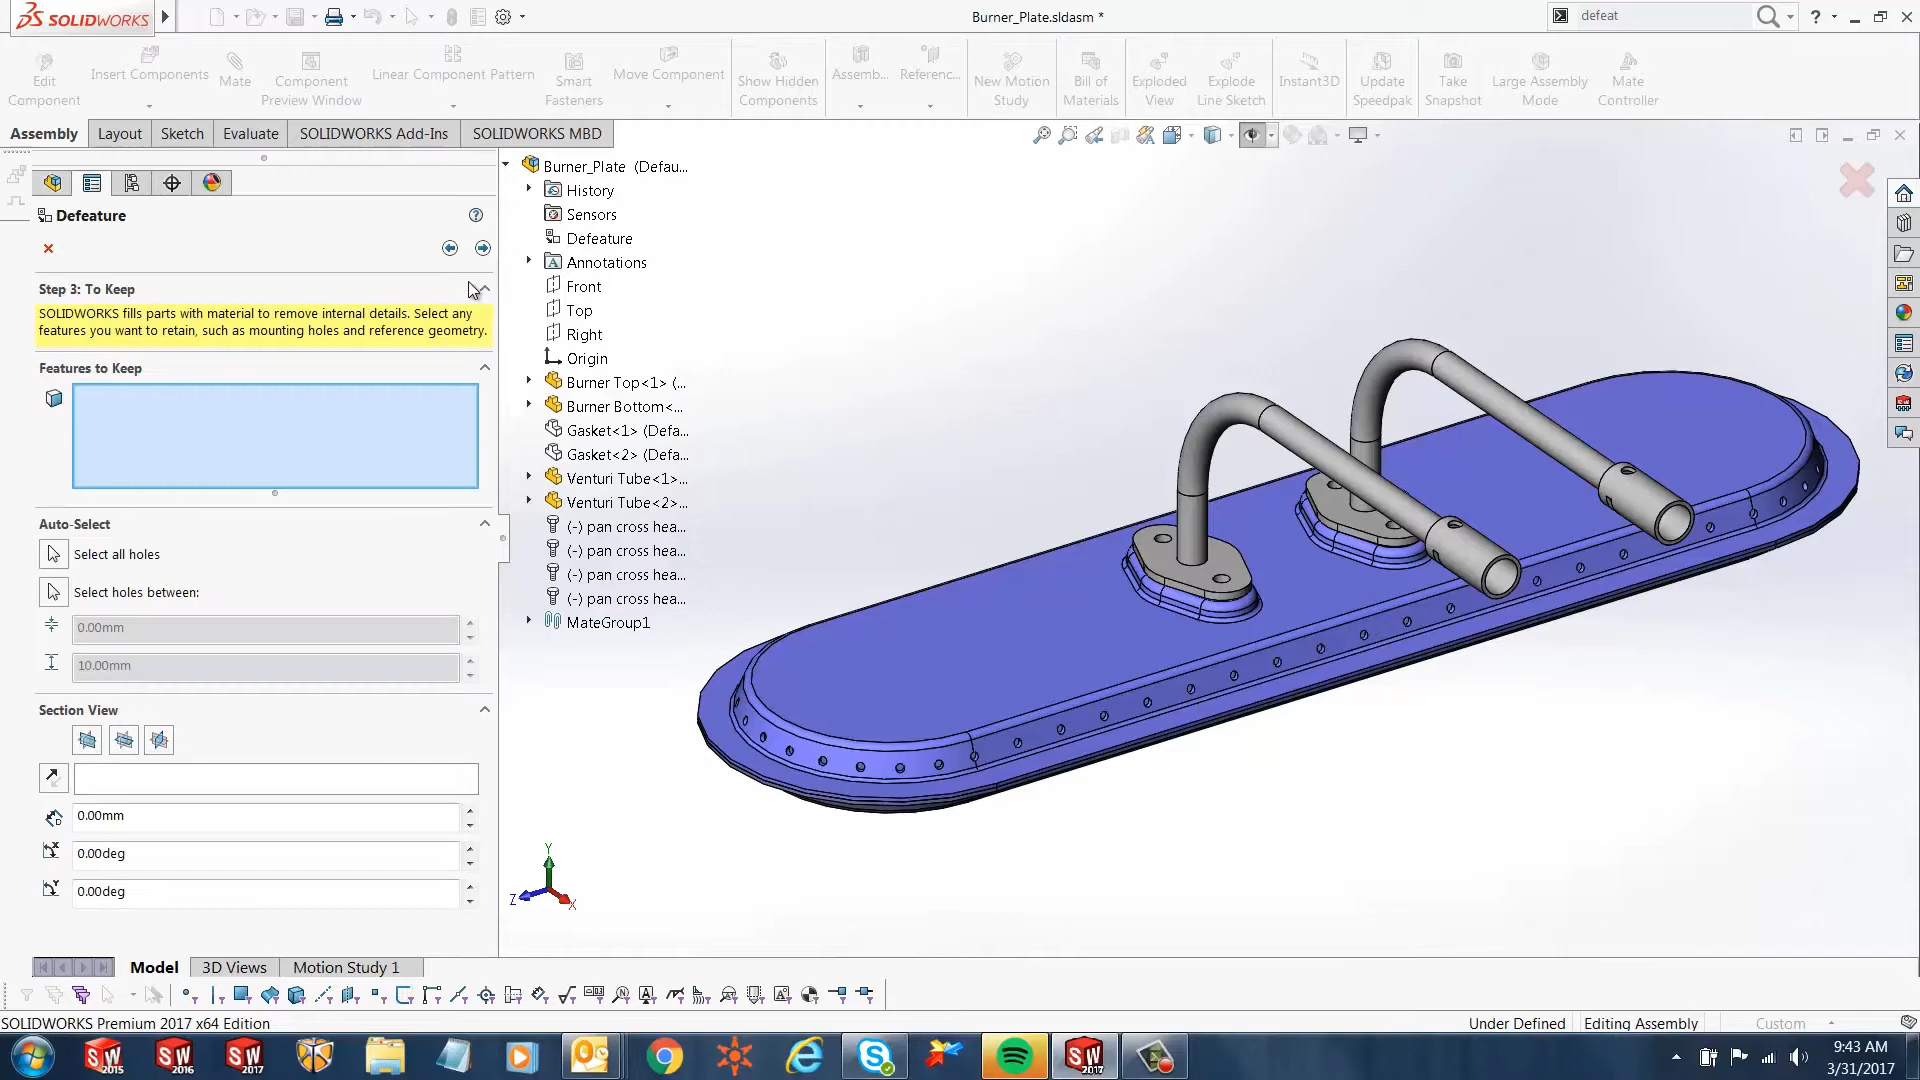 SOLIDWORKS
Burner_Plate.sldasm *
defeat
Edit Component
Insert Components
Mate
Component Preview Window
Linear Component Pattern
Smart Fasteners
Move Component
Show Hidden Components
Assemb...
Referenc...
New Motion Study
Bill of Materials
Exploded View
Explode Line Sketch
Instant3D
Update Speedpak
Take Snapshot
Large Assembly Mode
Mate Controller
Assembly
Layout
Sketch
Evaluate
SOLIDWORKS Add-Ins
SOLIDWORKS MBD
Defeature
Step 3: To Keep
SOLIDWORKS fills parts with material to remove internal details. Select any
features you want to retain, such as mounting holes and reference geometry.
Features to Keep
Auto-Select
Select all holes
Select holes between:
0.00mm
10.00mm
Section View
0.00mm
0.00deg
0.00deg
Burner_Plate (Defau...
History
Sensors
Defeature
Annotations
Front
Top
Right
Origin
Burner Top<1> (...
Burner Bottom<...
Gasket<1> (Defa...
Gasket<2> (Defa...
Venturi Tube<1>...
Venturi Tube<2>...
(-) pan cross hea...
(-) pan cross hea...
(-) pan cross hea...
(-) pan cross hea...
MateGroup1
Y
Z
X
Model
3D Views
Motion Study 1
SOLIDWORKS Premium 2017 x64 Edition
Under Defined
Editing Assembly
Custom
SW 2015
SW 2016
SW 2017
SW 2017
9:43 AM
3/31/2017